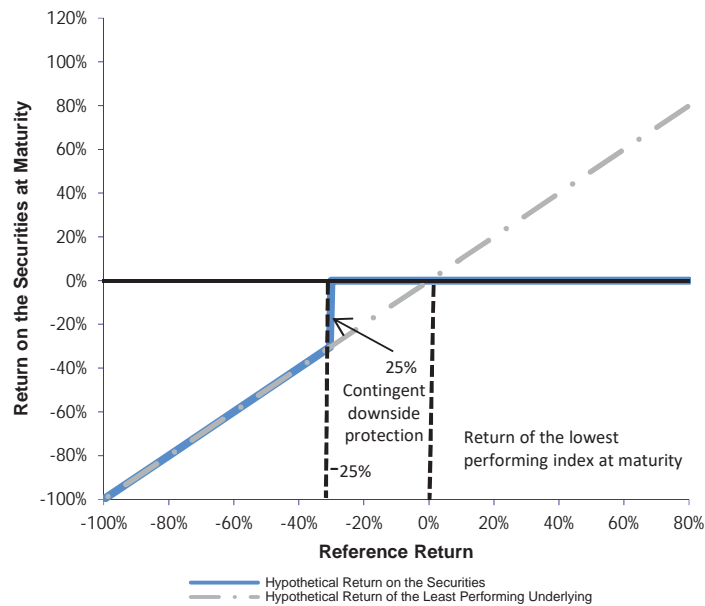 120%
100%
80%
60%
40%
20%
0%
-20%
-40%
-60%
-80%
-100%
Return on the Securities at Maturity
25%
Contingent
downside
protection
-25%
Return of the lowest
performing index at maturity
-100% -80% -60% -40% -20% 0% 20% 40% 60% 80%
Reference Return
Hypothetical Return on the Securities
Hypothetical Return of the Least Performing Underlying